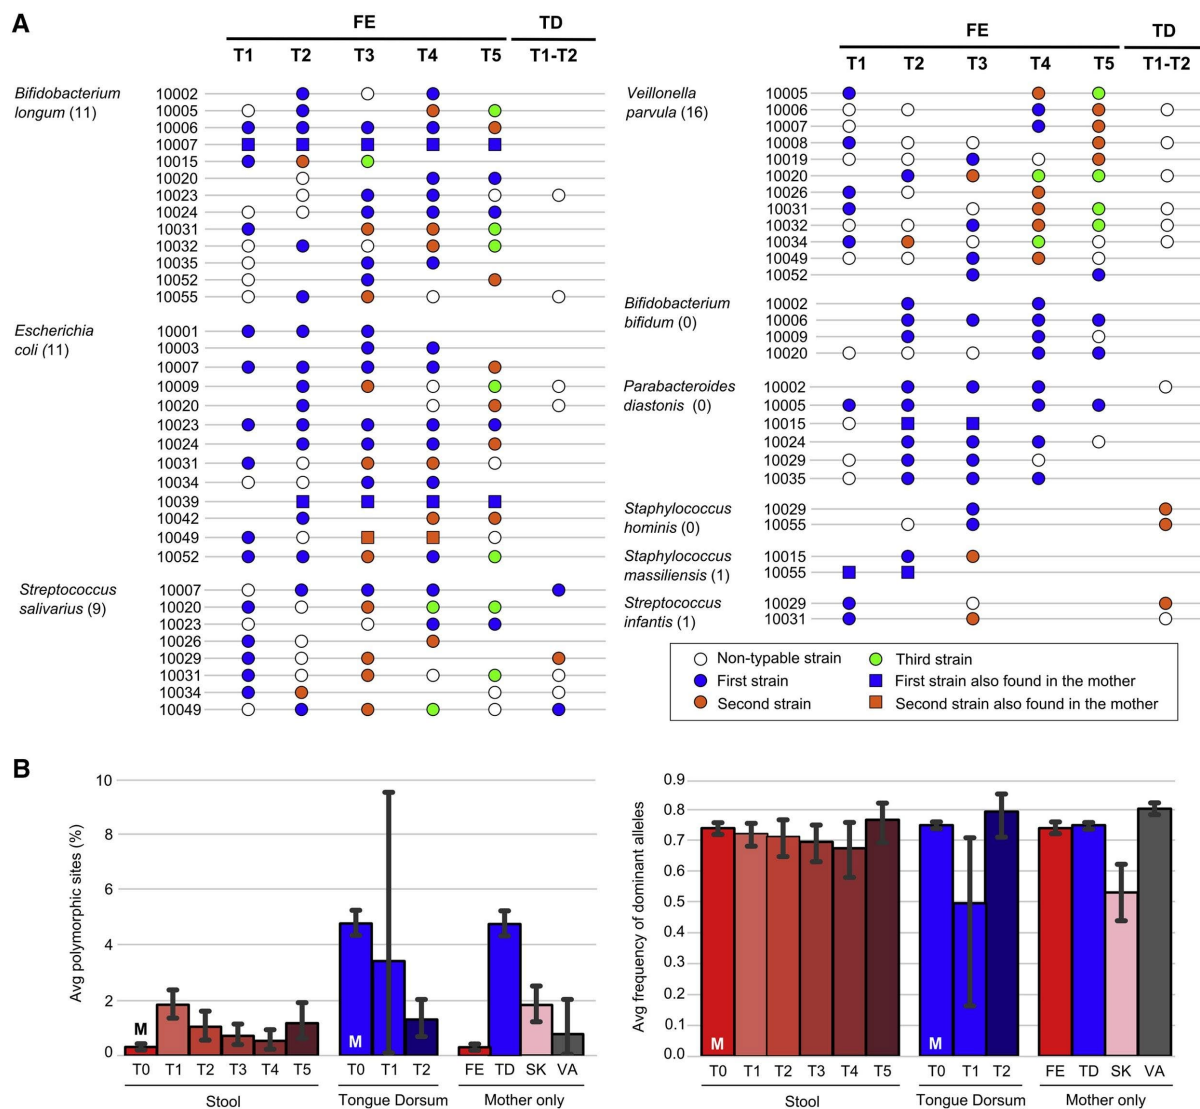 A
FE TD
T1 T2 T3 T4 T5 T1-T2
Bifidobacterium
longum (11)
10002
10005
10006
10007
10015
10020
10023
10024
10031
10032
10035
10052
10055
Escherichia
coli (11)
10001
10003
10007
10009
10020
10023
10024
10031
10034
10039
10042
10049
10052
Streptococcus
salivarius (9)
10007
10020
10023
10026
10029
10031
10034
10049
FE TD
T1 T2 T3 T4 T5 T1-T2
Veillonella
parvula (16)
10005
10006
10007
10008
10019
10020
10026
10031
10032
10034
10049
10052
Bifidobacterium
bifidum (0)
10002
10006
10009
10020
Parabacteroides
diastonis (0)
10002
10005
10015
10024
10029
10035
Staphylococcus
hominis (0)
10029
10055
Staphylococcus
massiliensis (1)
10015
10055
Streptococcus
infantis (1)
10029
10031
Non-typable strain
First strain
Second strain
Third strain
First strain also found in the mother
Second strain also found in the mother
B
Avg polymorphic sites (%)
10
8
6
4
2
0
M
M
T0 T1 T2 T3 T4 T5 T0 T1 T2 FE TD SK VA
Stool Tongue Dorsum Mother only
Avg frequency of dominant alleles
0.9
0.8
0.7
0.6
0.5
0.4
0.3
0.2
0.1
0.0
M
M
T0 T1 T2 T3 T4 T5 T0 T1 T2 FE TD SK VA
Stool Tongue Dorsum Mother only